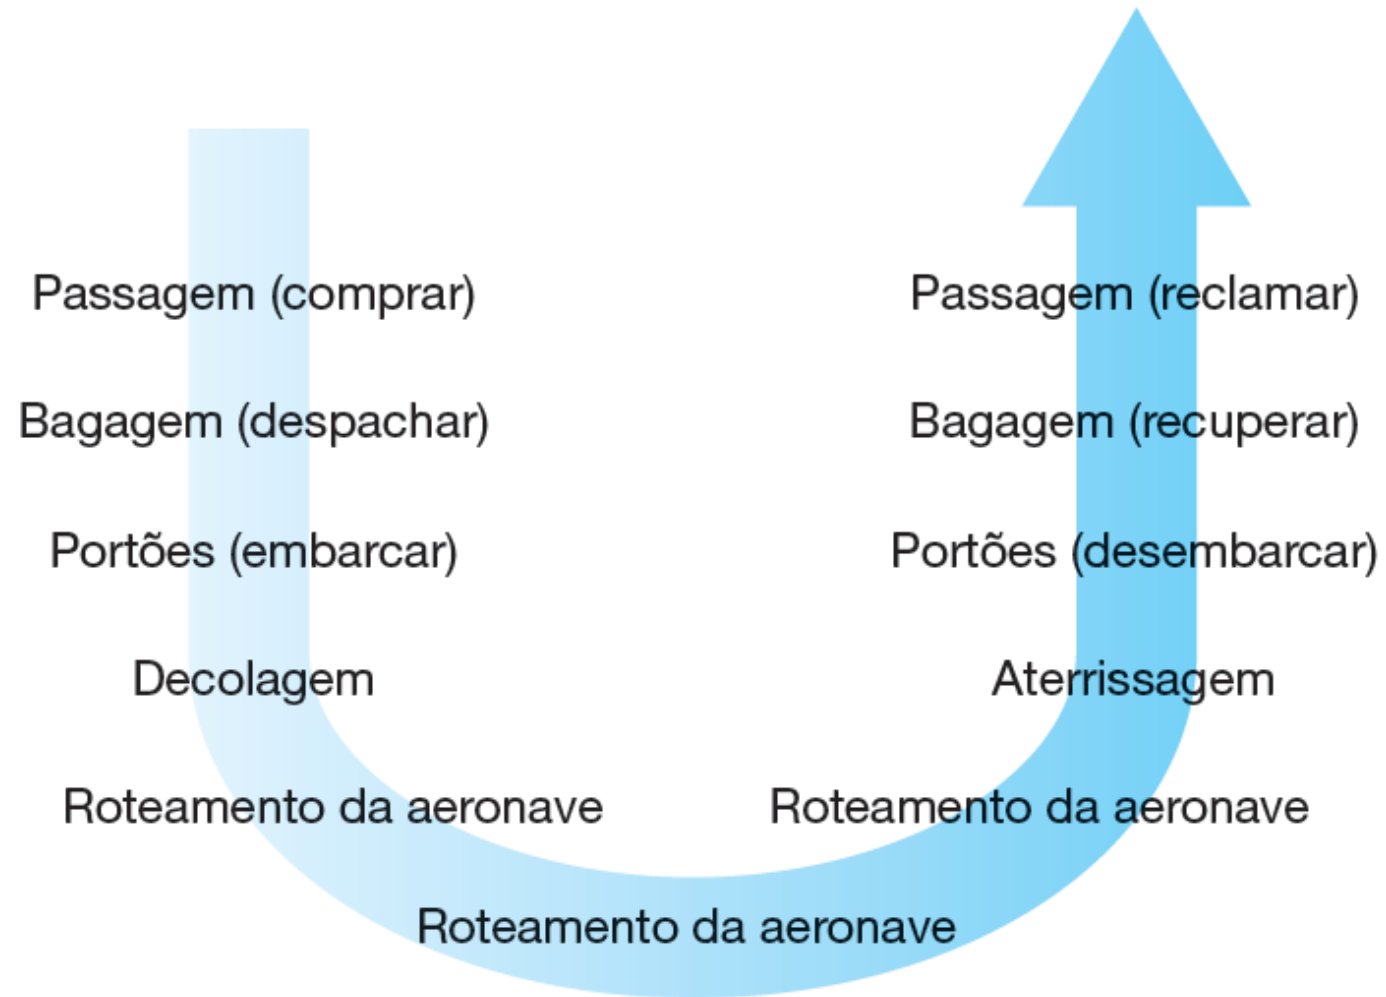 Passagem (comprar)
Bagagem (despachar)
Portões (embarcar)
Decolagem
Roteamento da aeronave
Roteamento da aeronave
Roteamento da aeronave
Aterrissagem
Portões (desembarcar)
Bagagem (recuperar)
Passagem (reclamar)